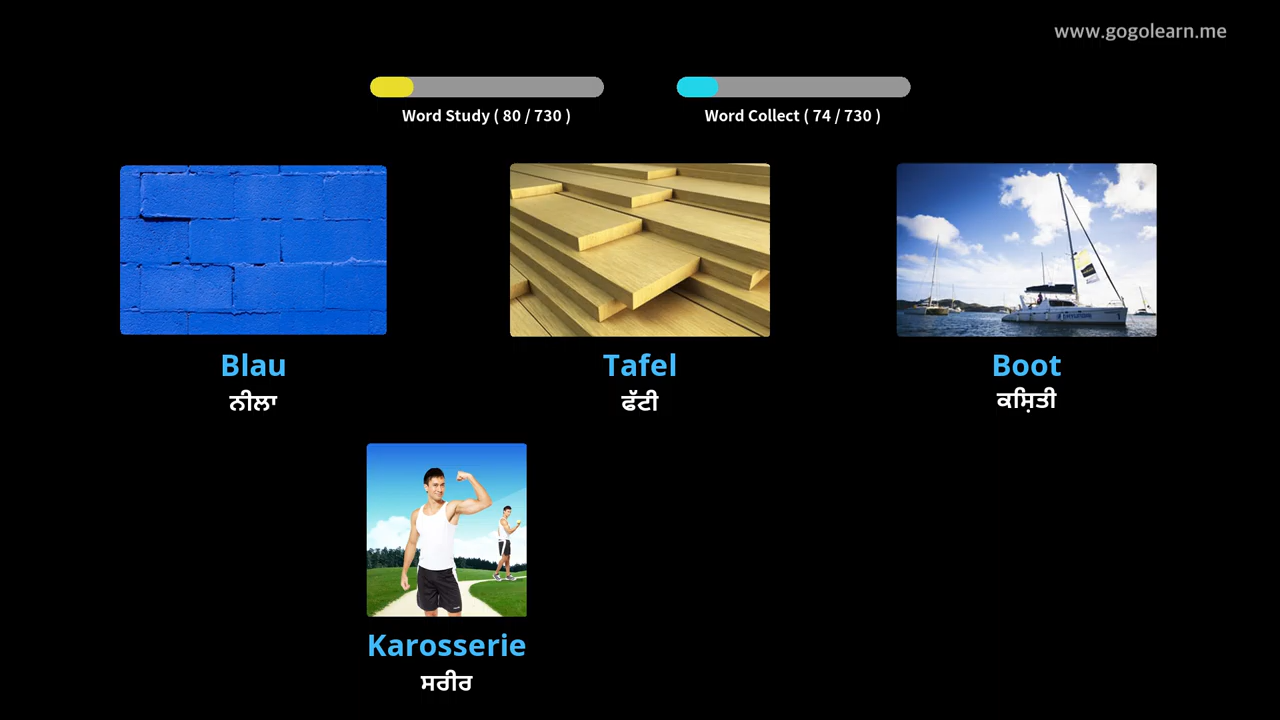 www.gogolearn.me
Word Study ( 80 / 730 )
Word Collect ( 74 / 730 )
Blau
ਨੀਲਾ
Tafel
ਫੱਟੀ
Boot
ਕਸ਼ਿਤੀ
Karosserie
ਸਰੀਰ